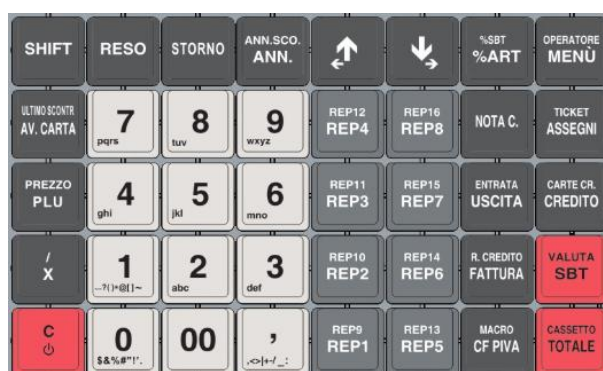 SHIFT
RESO
STORNO
ANN.SCO.
ANN.
%SBT
%ART
OPERATORE
MENÙ
ULTIMO SCONTR
AV. CARTA
7
pqrs
8
tuv
9
wxyz
REP12
REP4
REP16
REP8
NOTA C.
TICKET
ASSEGNI
PREZZO
PLU
4
ghi
5
jkl
6
mno
REP11
REP3
REP15
REP7
ENTRATA
USCITA
CARTE CR.
CREDITO
/
X
1
2
abc
3
def
REP10
REP2
REP14
REP6
R. CREDITO
FATTURA
VALUTA
SBT
C
0
$&%#"!'.
00
,
.<>|+-/_:
REP9
REP1
REP13
REP5
MACRO
CF PIVA
CASSETTO
TOTALE